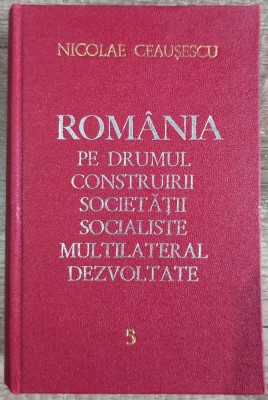 NICOLAE CEAUȘESCU
ROMÂNIA
PE DRUMUL
CONSTRUIRII
SOCIETĂȚII
SOCIALISTE
MULTILATERAL
DEZVOLTATE
5